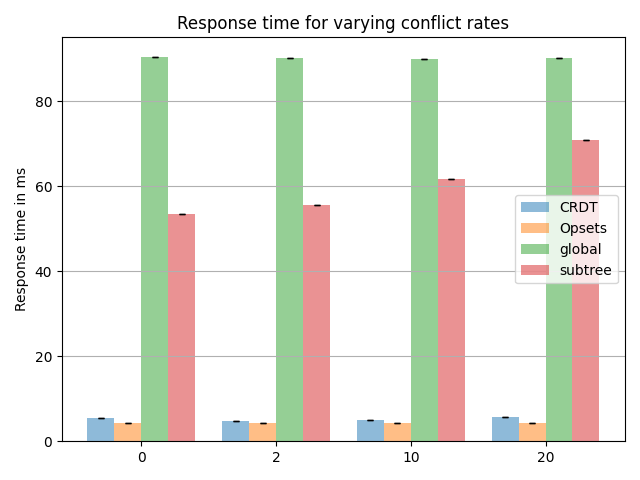 Response time for varying conflict rates
Response time in ms
80
60
40
20
0
0
2
10
20
CRDT
Opsets
global
subtree